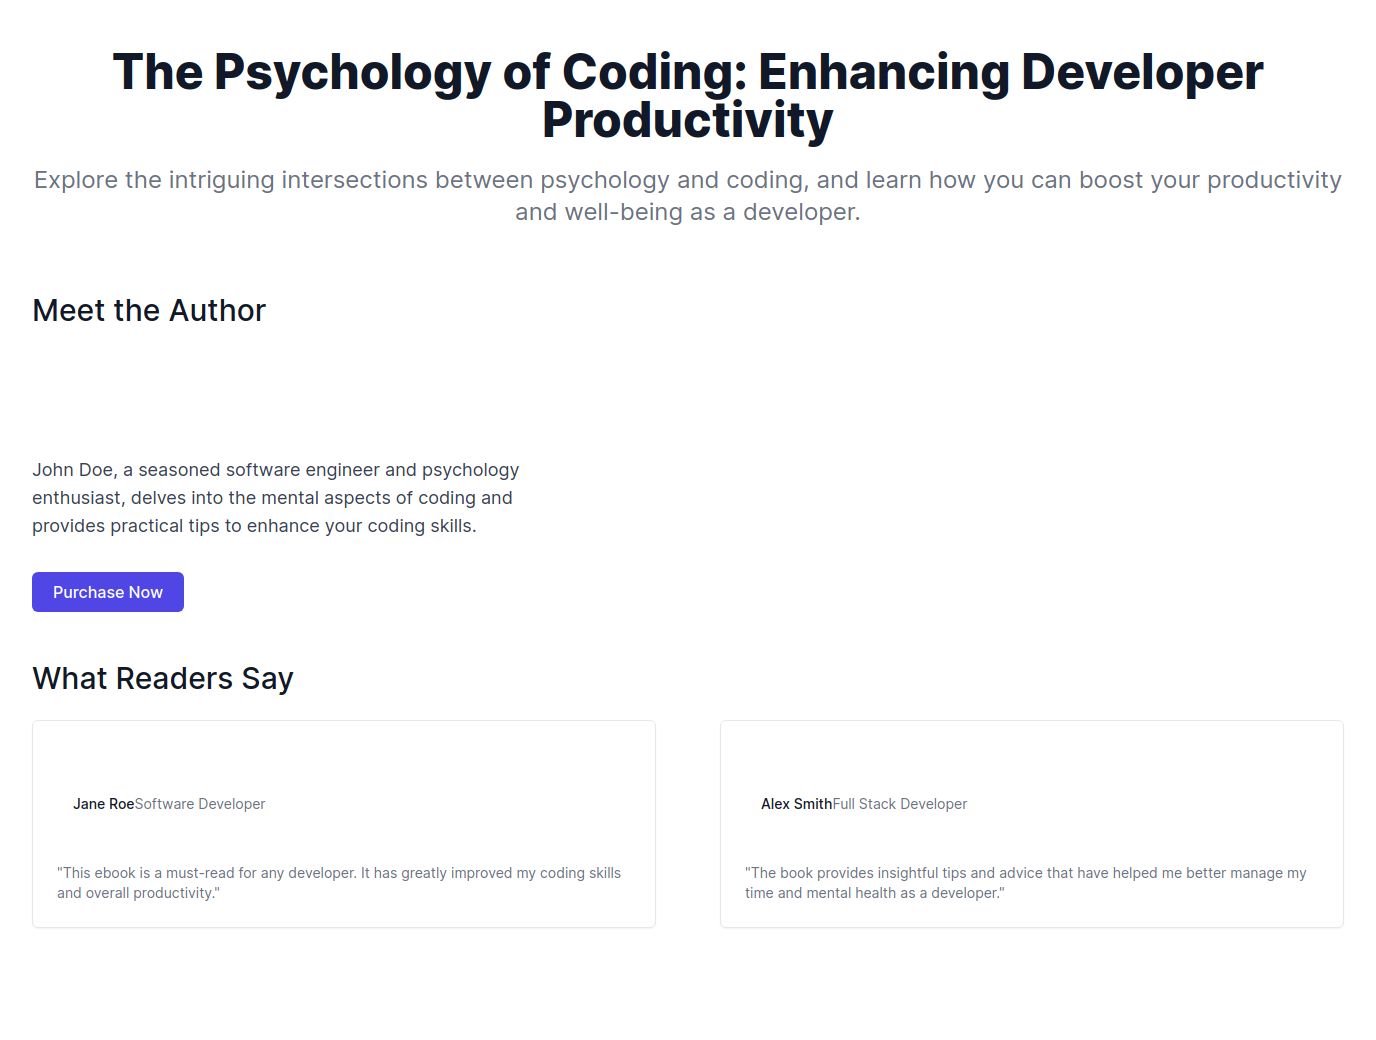 The Psychology of Coding: Enhancing Developer
Productivity
Explore the intriguing intersections between psychology and coding, and learn how you can boost your productivity
and well-being as a developer.
Meet the Author
John Doe, a seasoned software engineer and psychology
enthusiast, delves into the mental aspects of coding and
provides practical tips to enhance your coding skills.
Purchase Now
What Readers Say
Jane RoeSoftware Developer
"This ebook is a must-read for any developer. It has greatly improved my coding skills
and overall productivity."
Alex SmithFull Stack Developer
"The book provides insightful tips and advice that have helped me better manage my
time and mental health as a developer."